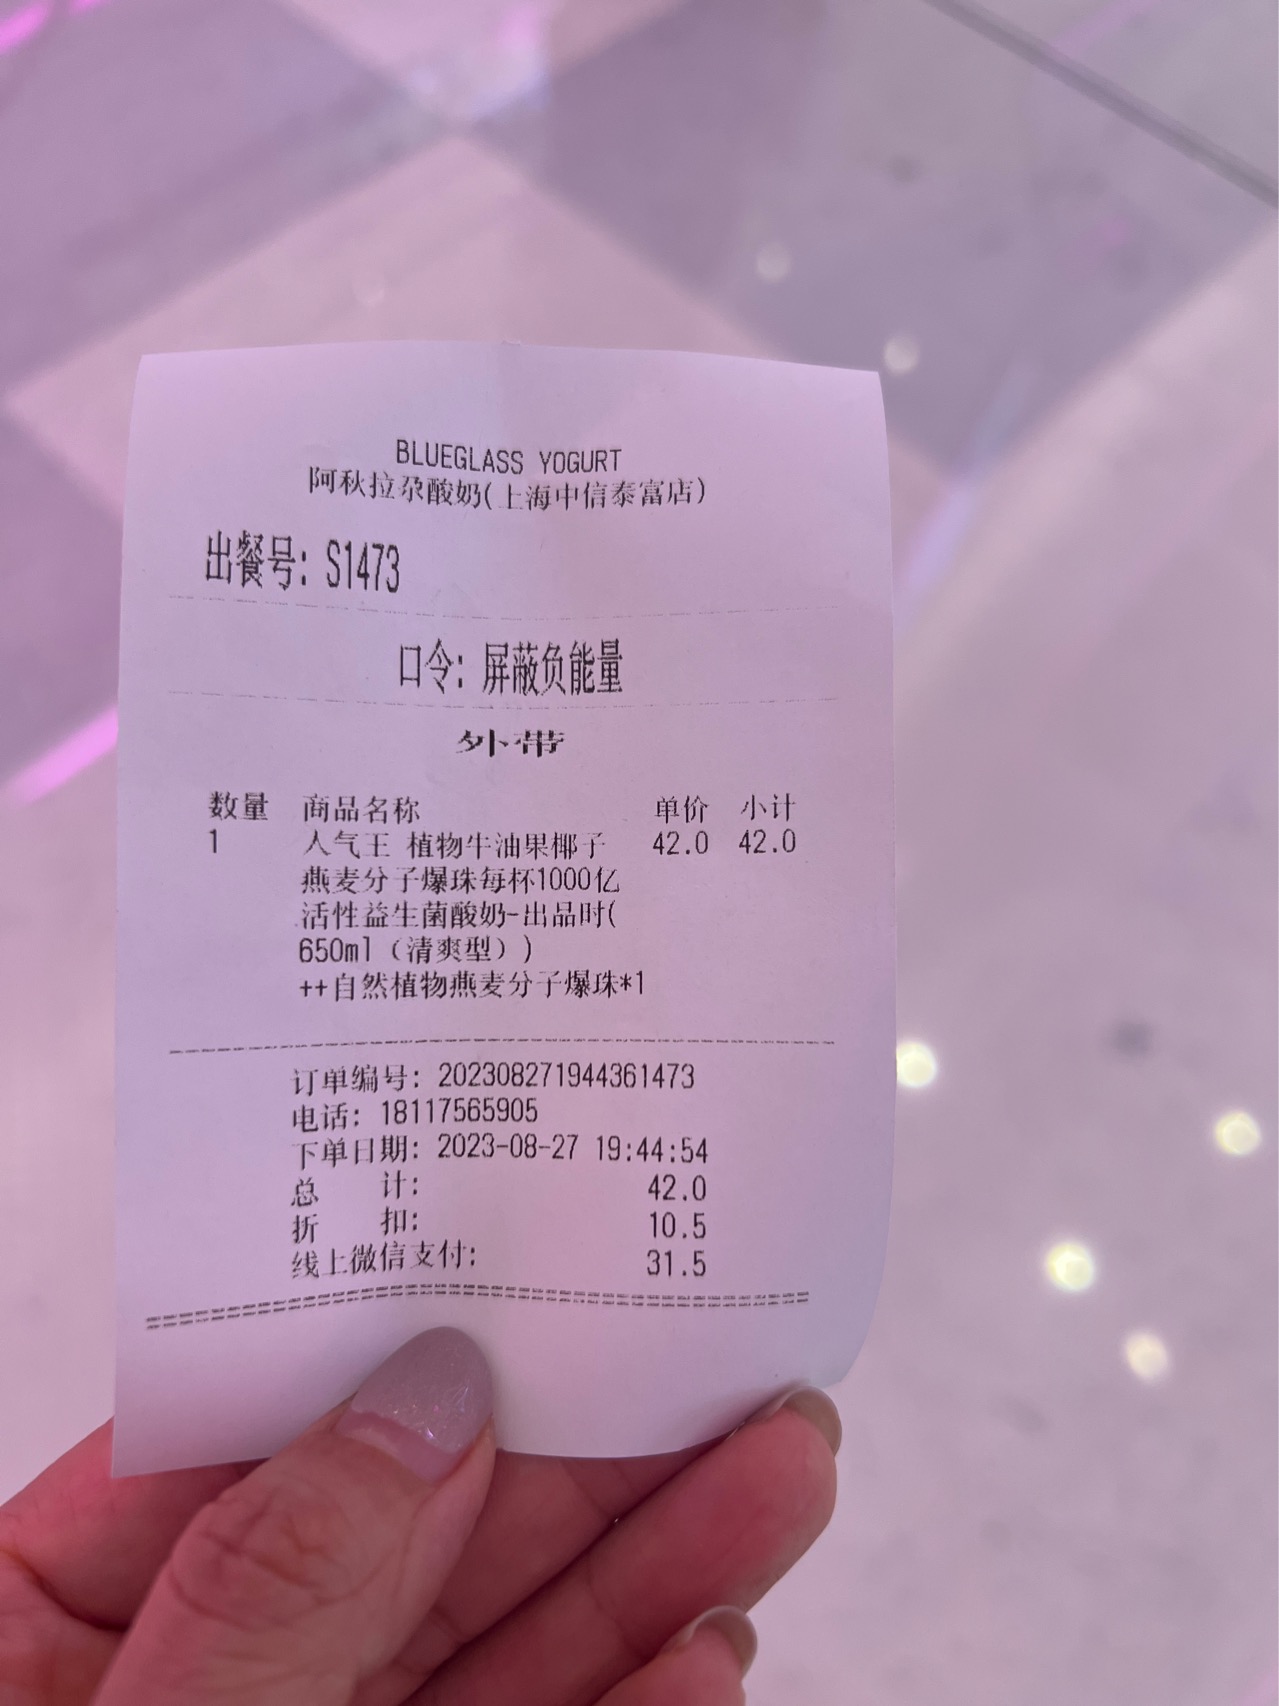 BLUEGLASS YOGURT
阿秋拉尕酸奶(上海中信泰富店)
出餐号: S1473
口令: 屏蔽负能量
外带
数量 商品名称 单价 小计
1 人气王 植物牛油果椰子 42.0 42.0
燕麦分子爆珠每杯1000亿
活性益生菌酸奶-出品时(
650ml（清爽型）)
++自然植物燕麦分子爆珠*1
订单编号: 202308271944361473
电话: 18117565905
下单日期: 2023-08-27 19:44:54
总 计: 42.0
折 扣: 10.5
线上微信支付: 31.5